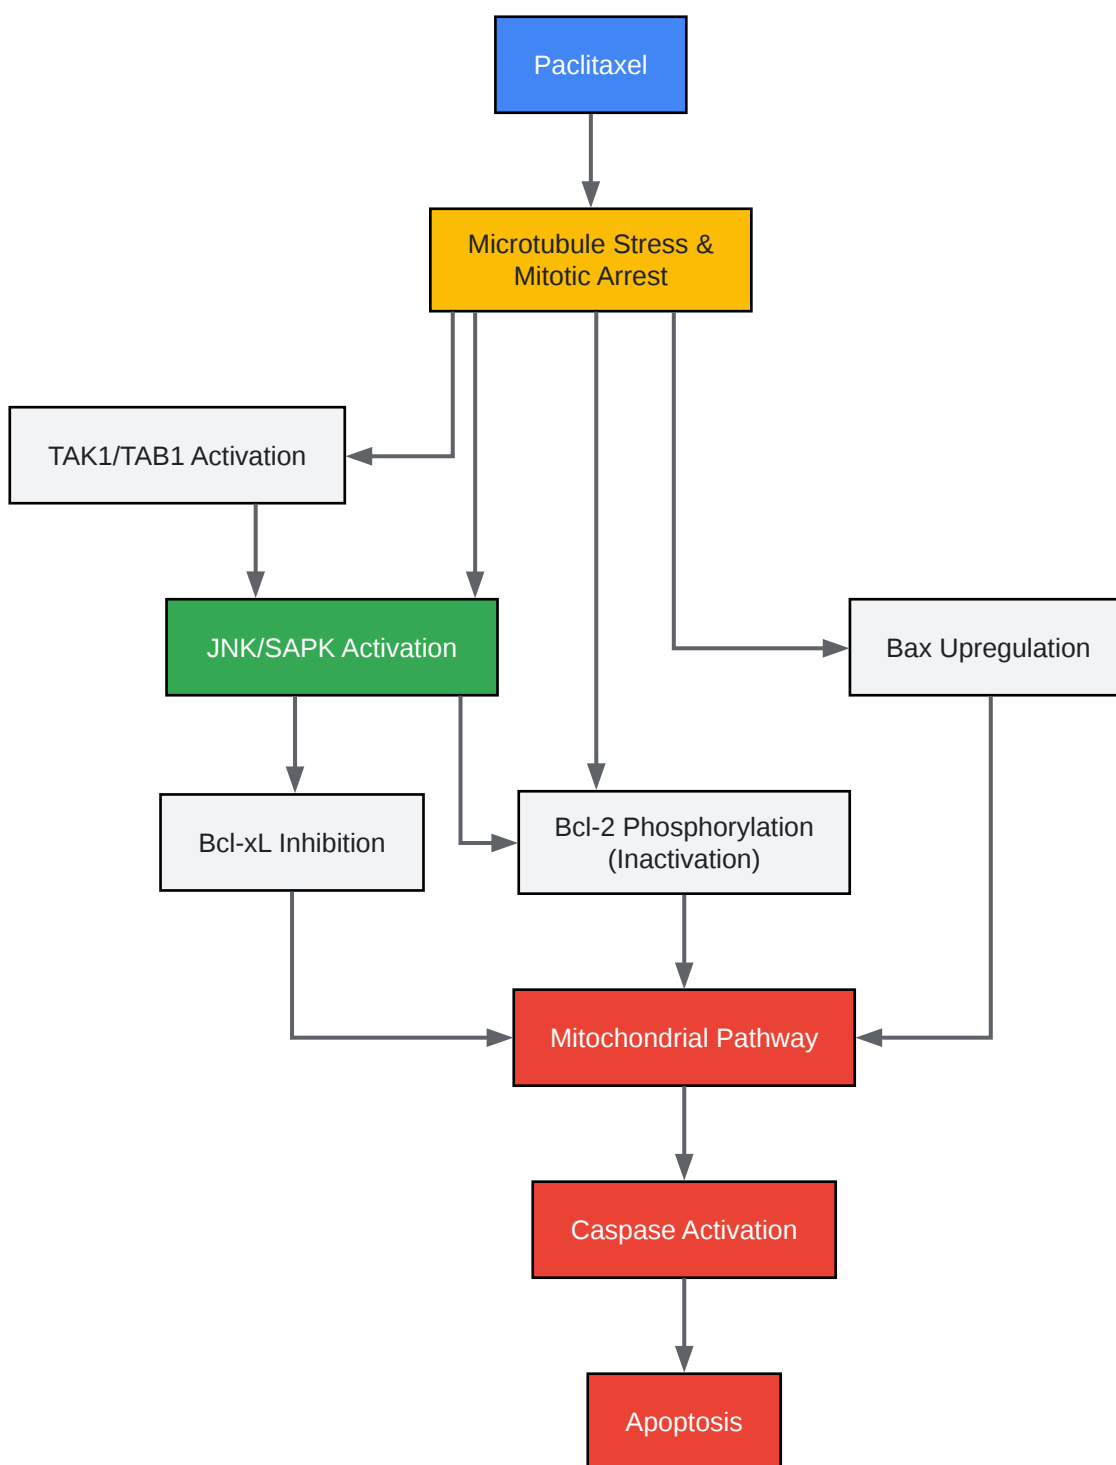 Paclitaxel
Microtubule Stress &
Mitotic Arrest
TAK1/TAB1 Activation
JNK/SAPK Activation
Bax Upregulation
Bcl-xL Inhibition
Bcl-2 Phosphorylation
(Inactivation)
Mitochondrial Pathway
Caspase Activation
Apoptosis